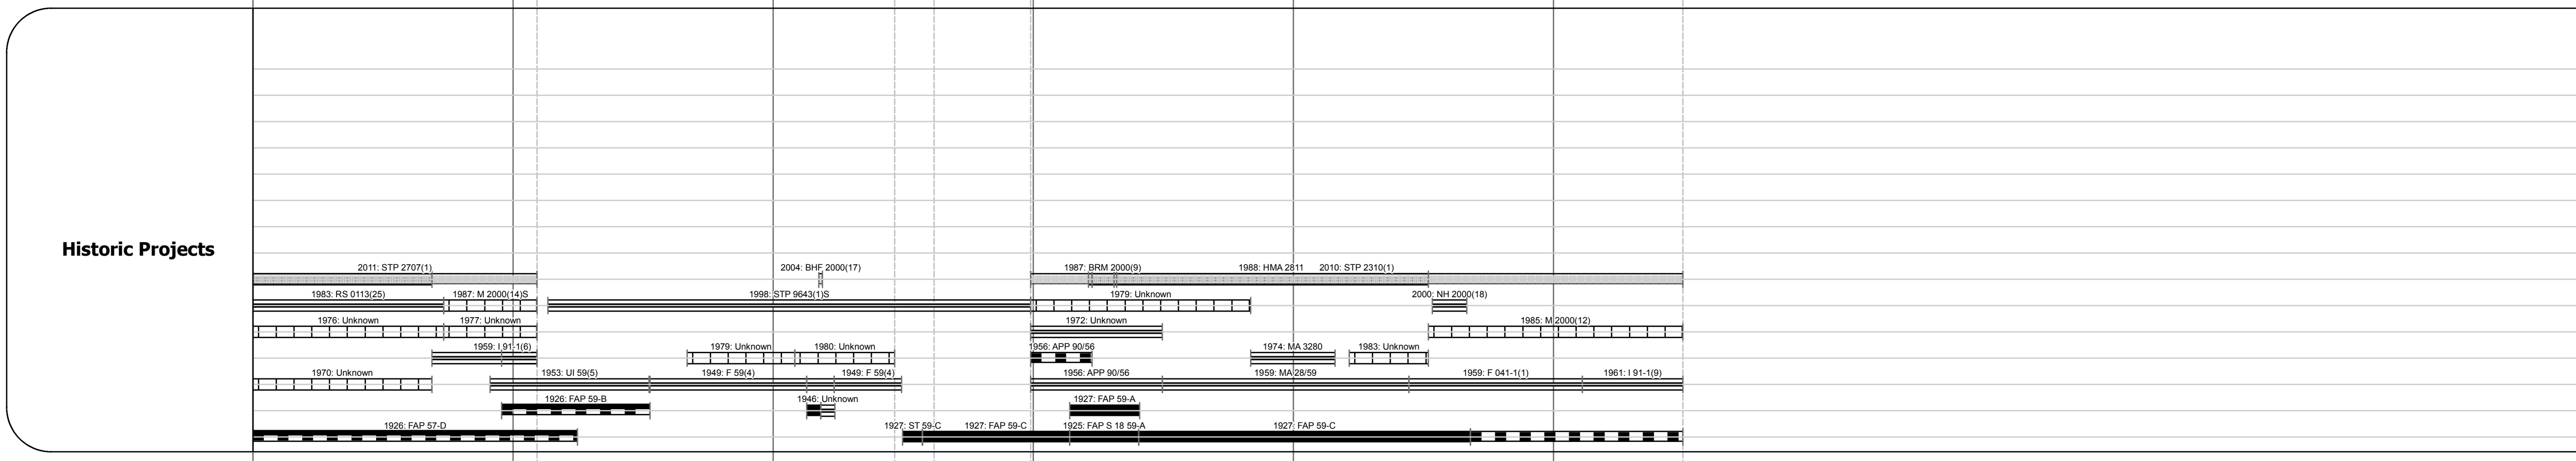 Historic Projects
2011: STP 2707(1)
2004: BHF 2000(17)
1987: BRM 2000(9)
1988: HMA 2811
2010: STP 2310(1)
1983: RS 0113(25)
1987: M 2000(14)S
1998: STP 9643(1)S
1979: Unknown
2000: NH 2000(18)
1976: Unknown
1977: Unknown
1972: Unknown
1985: M 2000(12)
1959: I 91-1(6)
1979: Unknown
1980: Unknown
1956: APP 90/56
1974: MA 3280
1983: Unknown
1970: Unknown
1953: UI 59(5)
1949: F 59(4)
1949: F 59(4)
1956: APP 90/56
1959: MA 28/59
1959: F 041-1(1)
1961: I 91-1(9)
1926: FAP 59-B
1946: Unknown
1927: FAP 59-A
1926: FAP 57-D
1927: ST 59-C
1927: FAP 59-C
1925: FAP S 18 59-A
1927: FAP 59-C